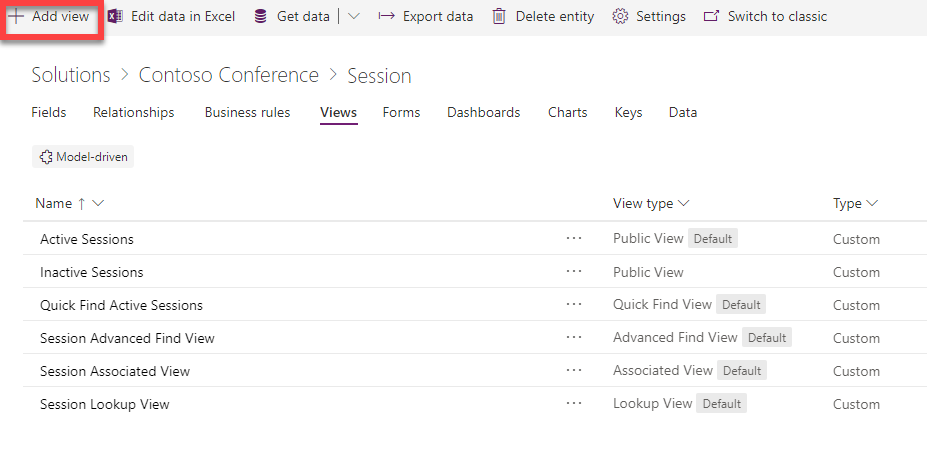 Add view Edit data in Excel Get data Export data Delete entity Settings Switch to classic
Solutions > Contoso Conference > Session
Fields Relationships Business rules Views Forms Dashboards Charts Keys Data
Model-driven
Name ↑ View type Type
Active Sessions ··· Public View Default Custom
Inactive Sessions ··· Public View Custom
Quick Find Active Sessions ··· Quick Find View Default Custom
Session Advanced Find View ··· Advanced Find View Default Custom
Session Associated View ··· Associated View Default Custom
Session Lookup View ··· Lookup View Default Custom